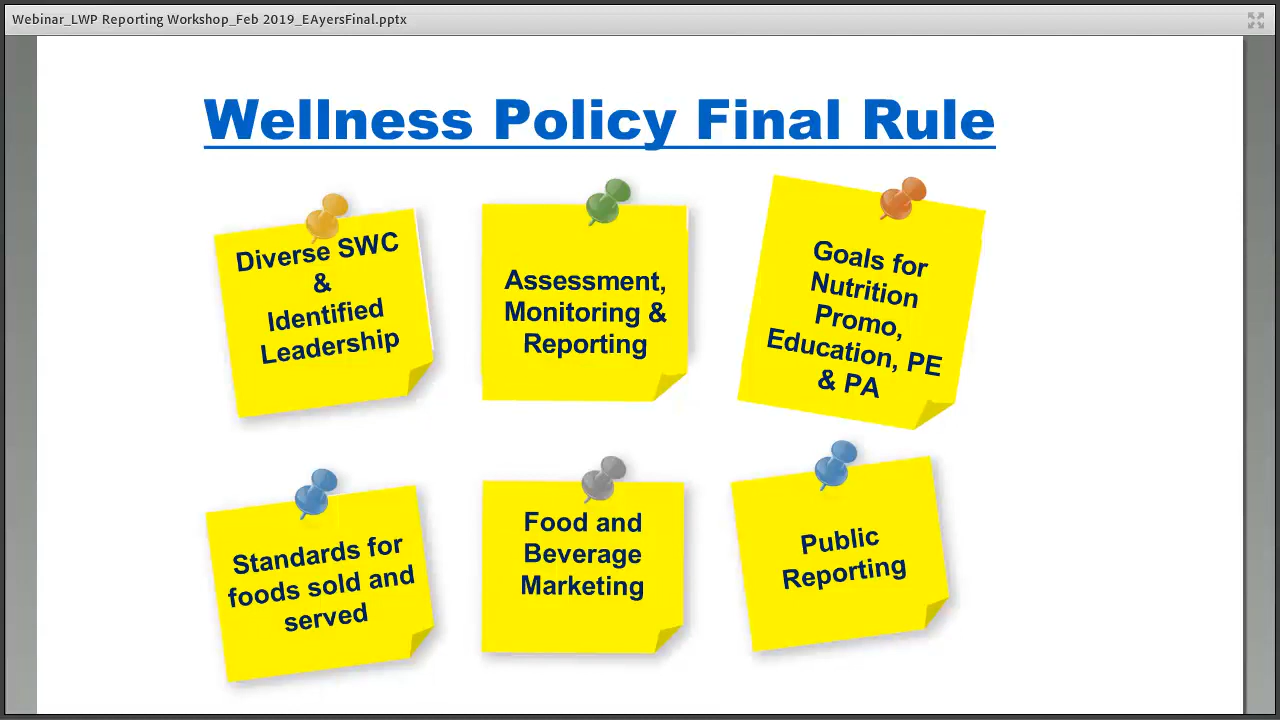 Webinar_LWP Reporting Workshop_Feb 2019_EAyersFinal.pptx
Wellness Policy Final Rule
Diverse SWC
&
Identified
Leadership
Assessment,
Monitoring &
Reporting
Goals for
Nutrition
Promo,
Education, PE
& PA
Standards for
foods sold and
served
Food and
Beverage
Marketing
Public
Reporting